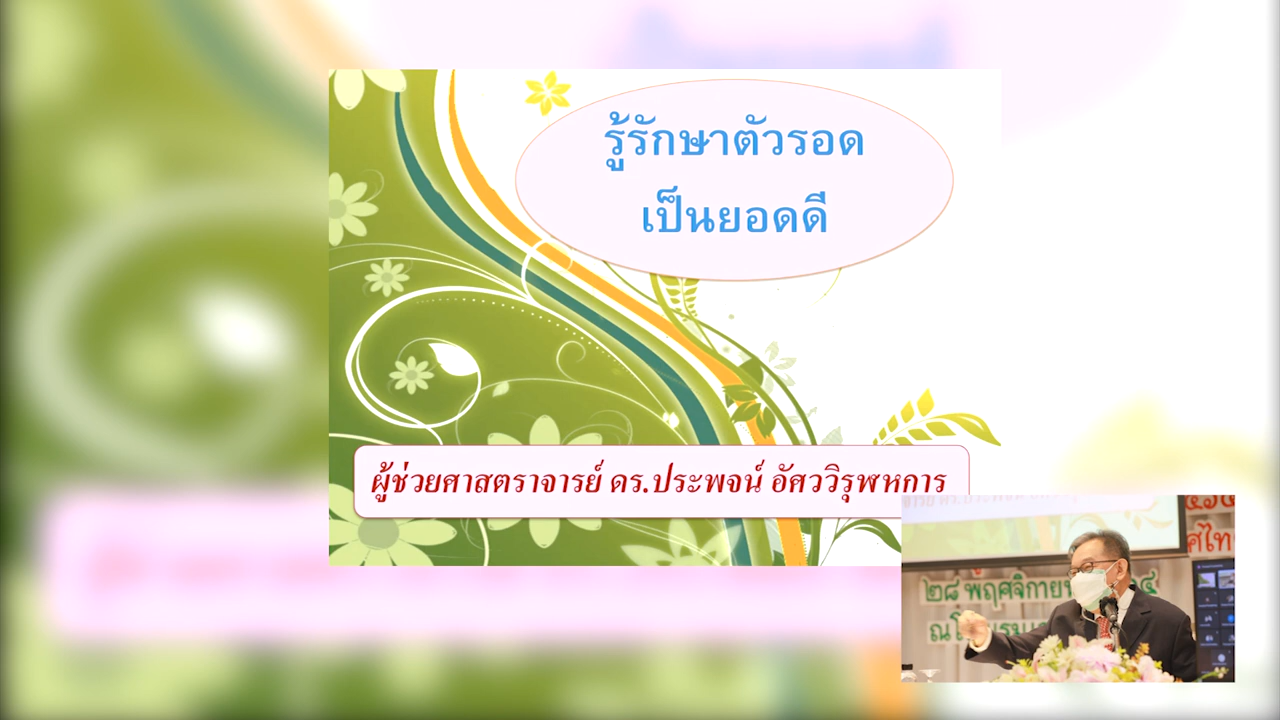 รู้รักษาตัวรอด
เป็นยอดดี
ผู้ช่วยศาสตราจารย์ ดร.ประพจน์ อัศววิรุฬหการ
๒๘